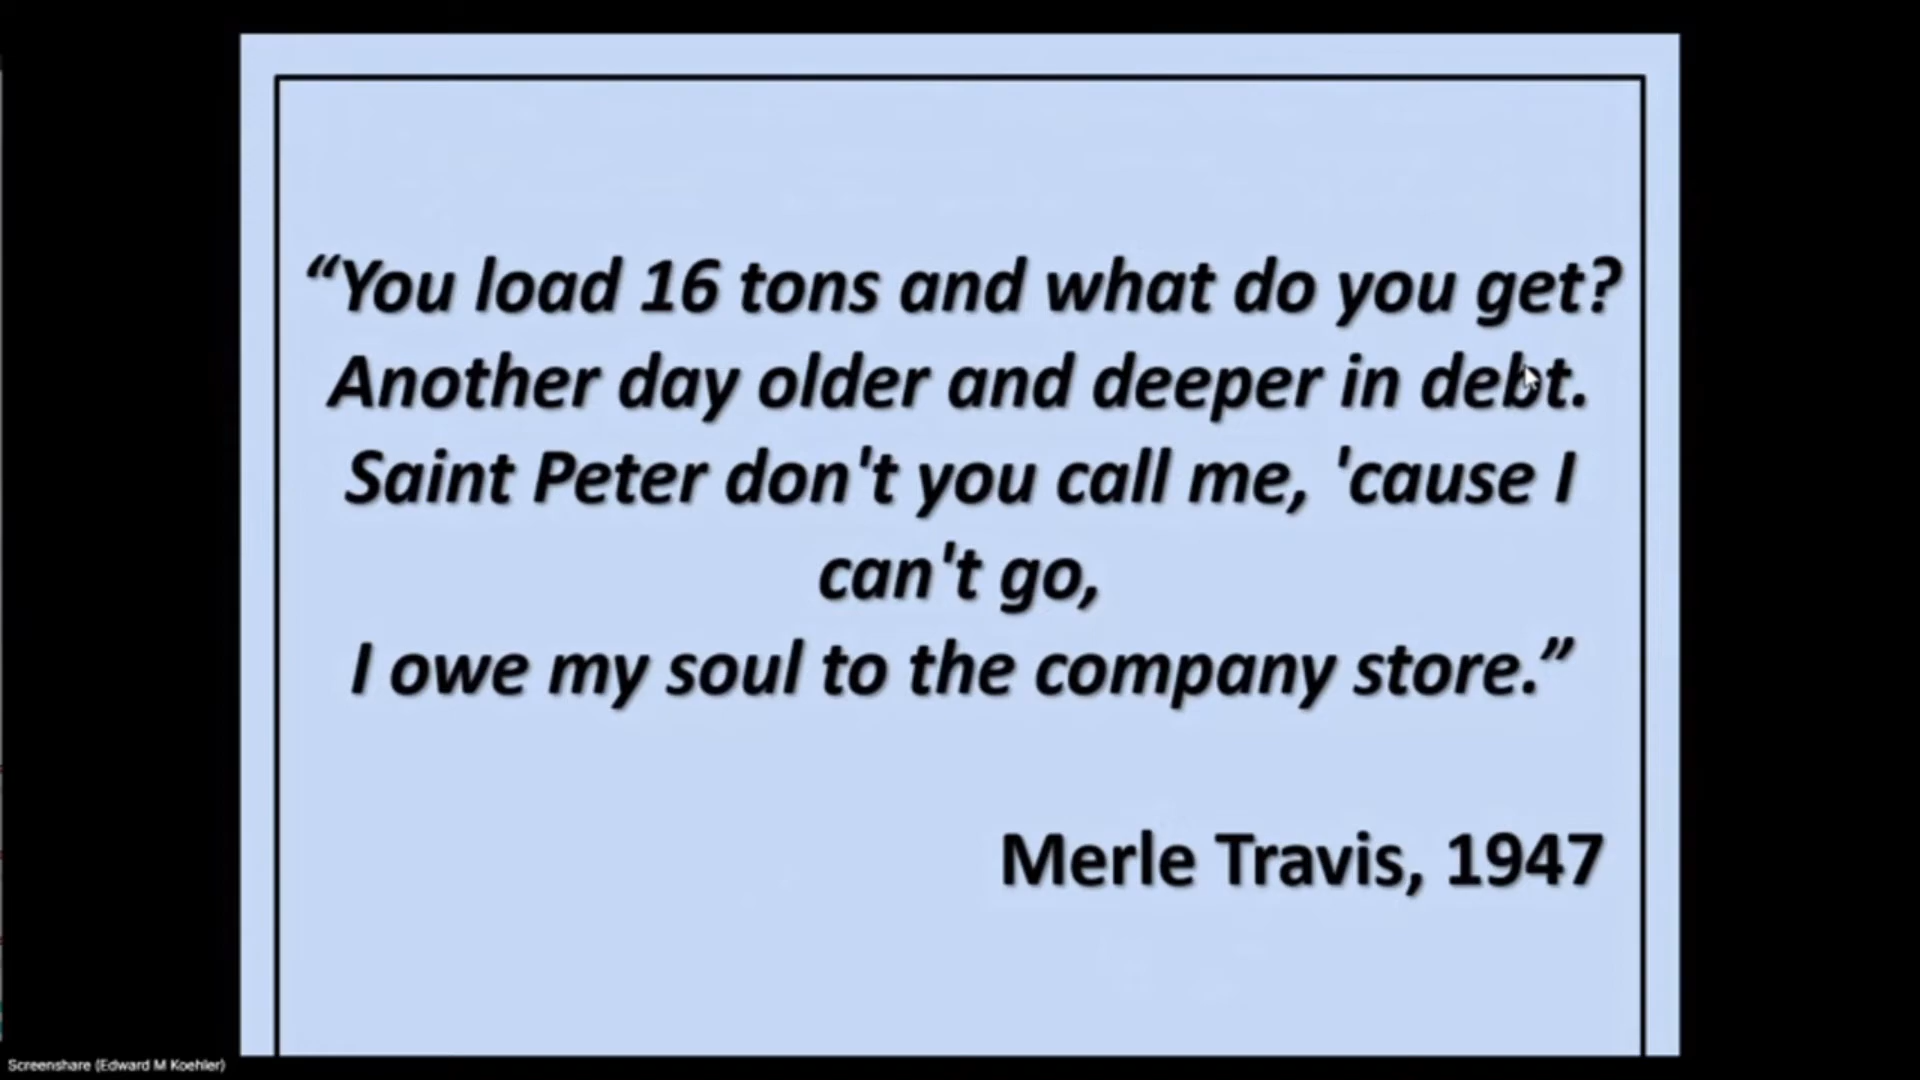 “You load 16 tons and what do you get?
Another day older and deeper in debt.
Saint Peter don't you call me, 'cause I
can't go,
I owe my soul to the company store.”
Merle Travis, 1947
Screenshare (Edward M Koehler)